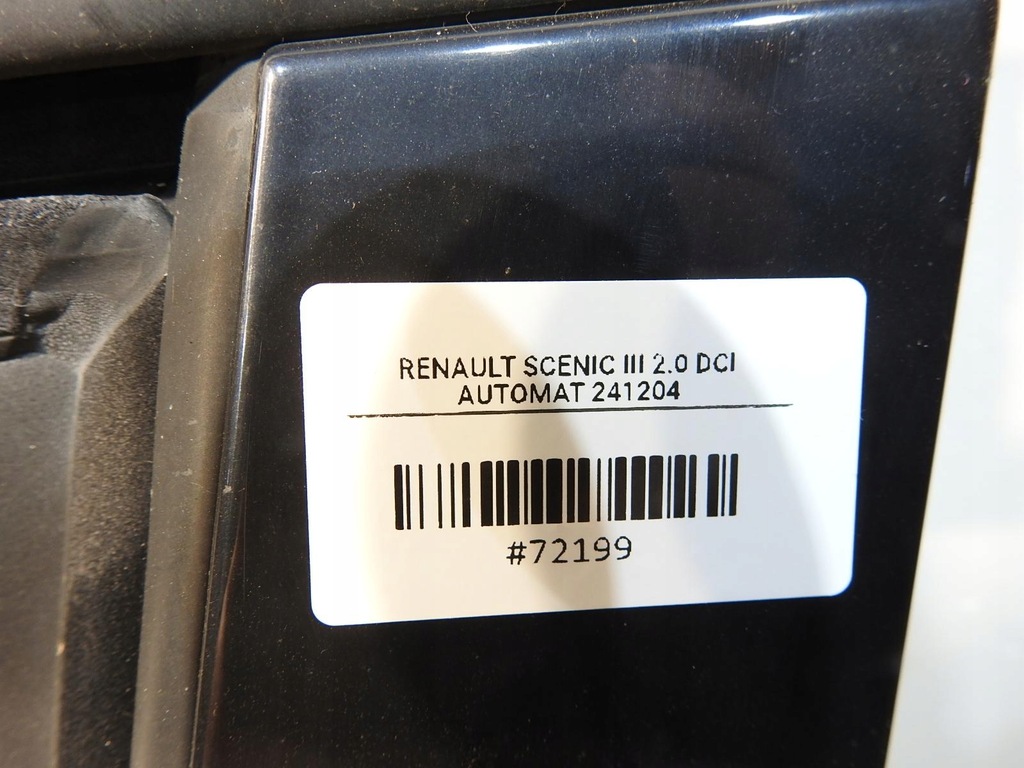 RENAULT SCENIC III 2.0 DCI
AUTOMAT 241204
#72199